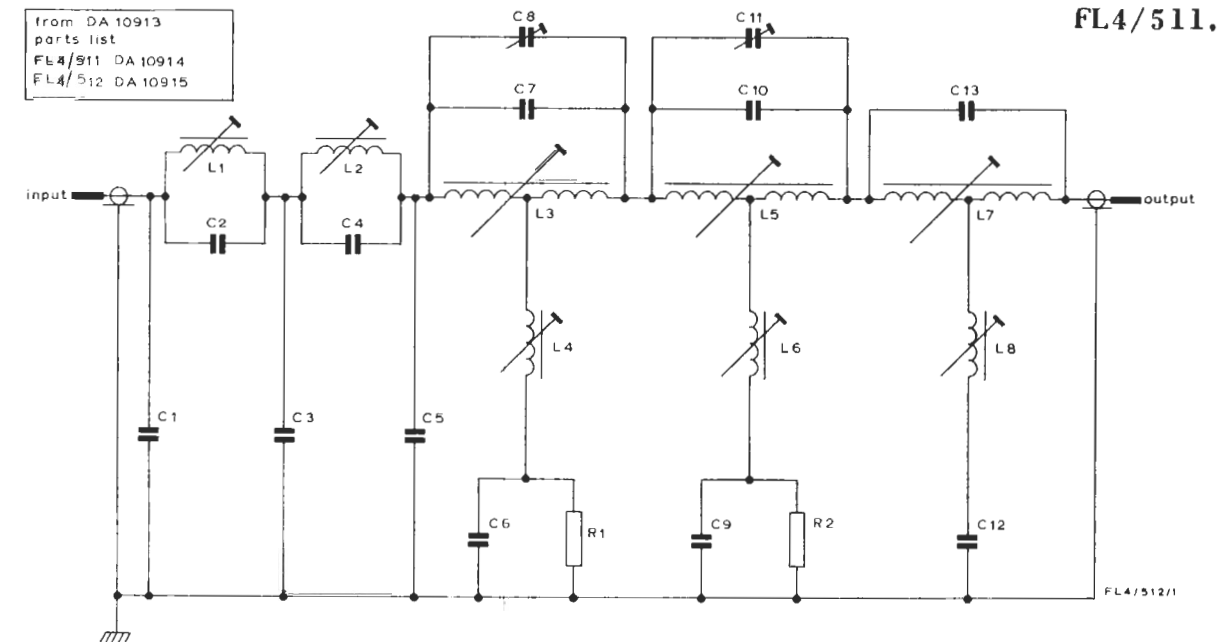 FL4/511.
from DA 10913
parts list
FL4/511 DA 10914
FL4/512 DA 10915
C8
C11
C7
C10
C13
L1
L2
input
L3
L5
L7
output
C2
C4
L4
L6
L8
C1
C3
C5
C6
R1
C9
R2
C12
FL4/512/1